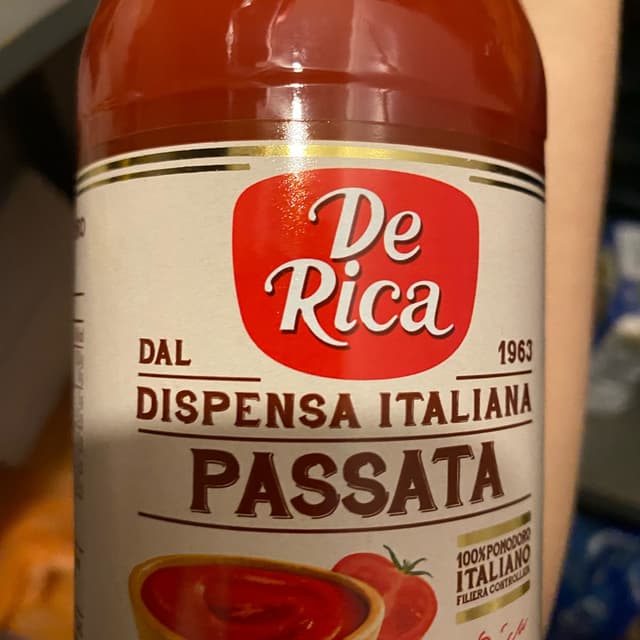 De
Rica
DAL 1963
DISPENSA ITALIANA
PASSATA
100% POMODORO
ITALIANO
FILIERA CONTROLLATA